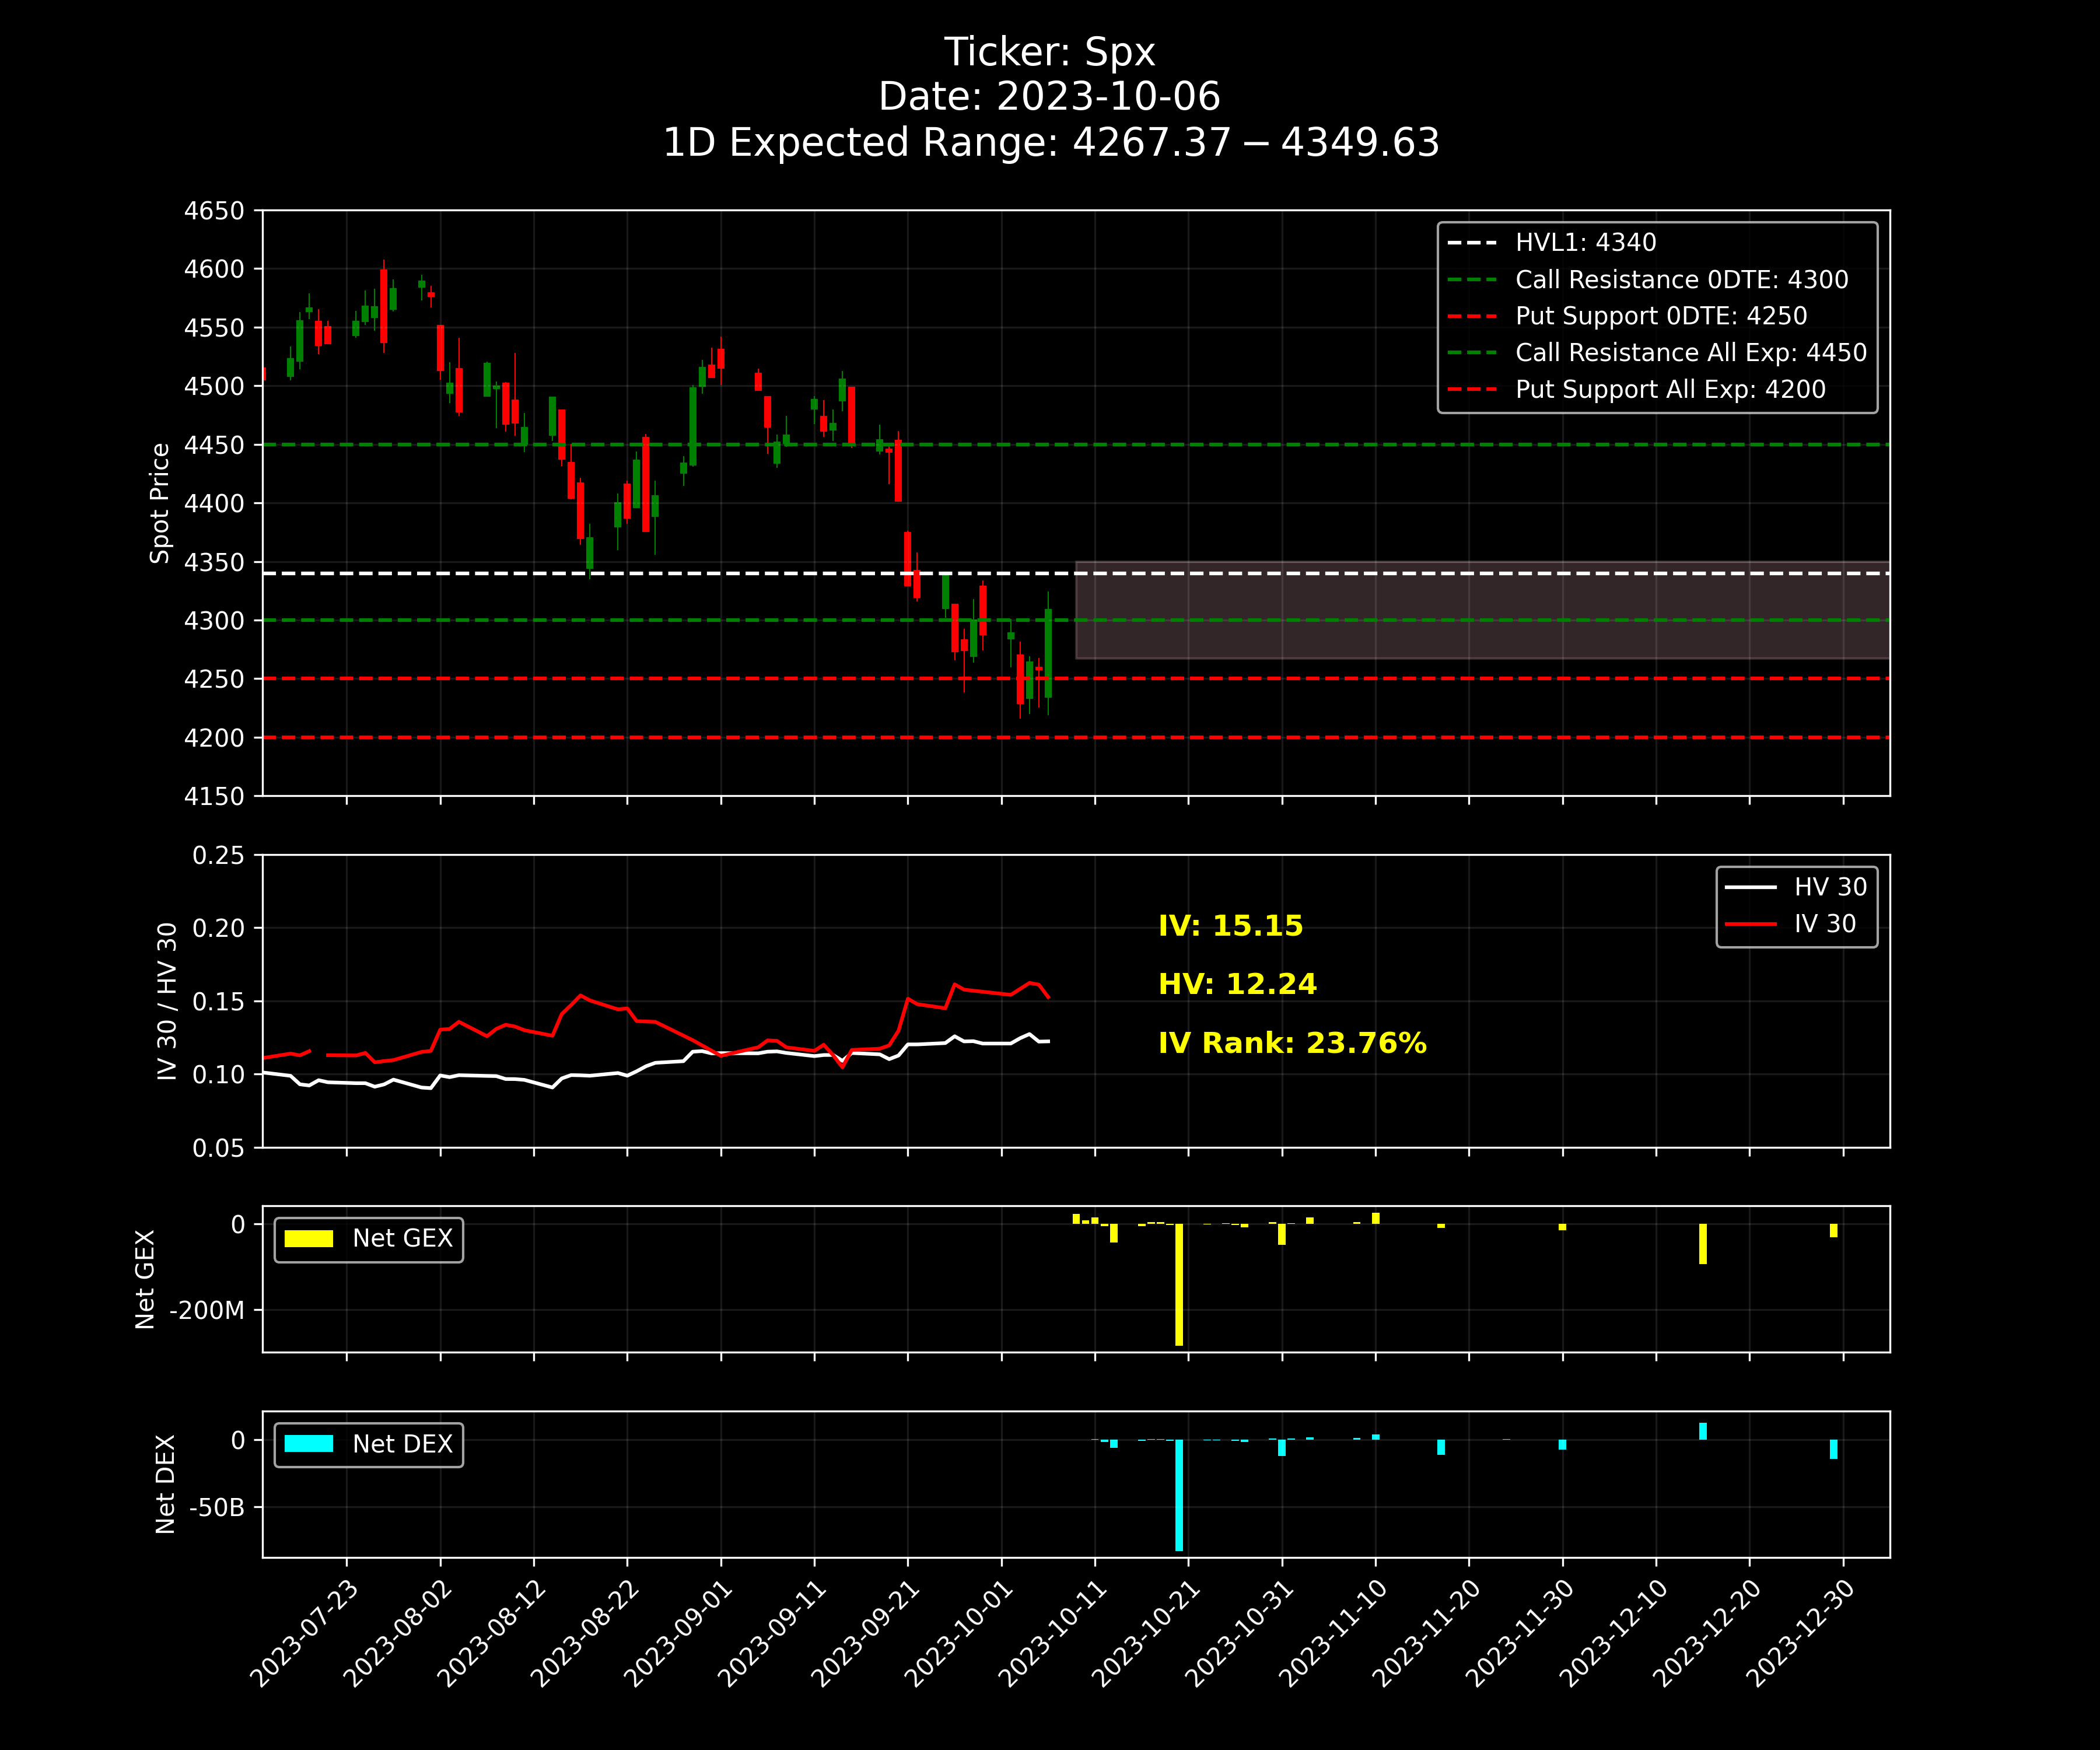 Ticker: Spx
Date: 2023-10-06
1D Expected Range: 4267.37 − 4349.63
4650
4600
4550
4500
4450
4400
4350
4300
4250
4200
4150
Spot Price
HVL1: 4340
Call Resistance 0DTE: 4300
Put Support 0DTE: 4250
Call Resistance All Exp: 4450
Put Support All Exp: 4200
0.25
0.20
0.15
0.10
0.05
IV 30 / HV 30
IV: 15.15
HV: 12.24
IV Rank: 23.76%
HV 30
IV 30
0
-200M
Net GEX
Net GEX
0
-50B
Net DEX
Net DEX
2023-07-23
2023-08-02
2023-08-12
2023-08-22
2023-09-01
2023-09-11
2023-09-21
2023-10-01
2023-10-11
2023-10-21
2023-10-31
2023-11-10
2023-11-20
2023-11-30
2023-12-10
2023-12-20
2023-12-30